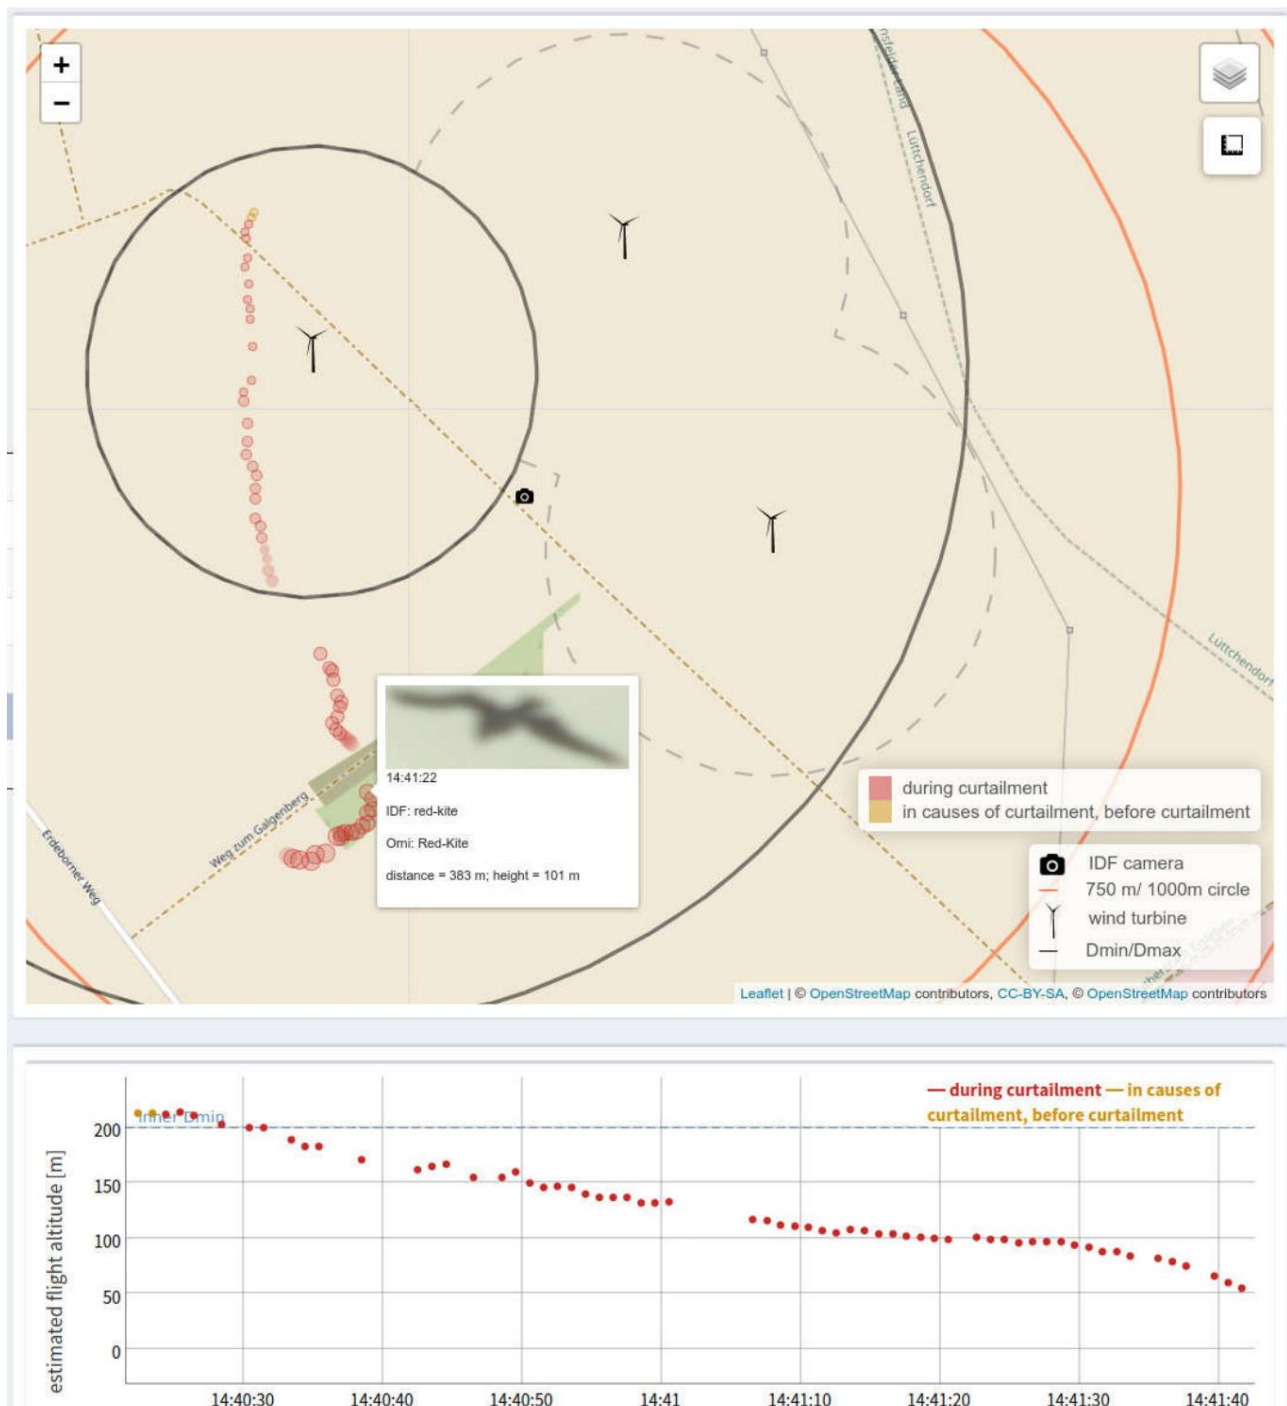 +
−
nsfelder-Land
Lüttchendorf
Lüttchendorf
14:41:22
IDF: red-kite
Omi: Red-Kite
distance = 383 m; height = 101 m
Weg zum Galgenberg
Erdeborner Weg
during curtailment
in causes of curtailment, before curtailment
IDF camera
750 m/ 1000m circle
wind turbine
Dmin/Dmax
Leaflet | © OpenStreetMap contributors, CC-BY-SA, © OpenStreetMap contributors
— during curtailment — in causes of
curtailment, before curtailment
Inner Dmin
estimated flight altitude [m]
200
150
100
50
0
14:40:30 14:40:40 14:40:50 14:41 14:41:10 14:41:20 14:41:30 14:41:40